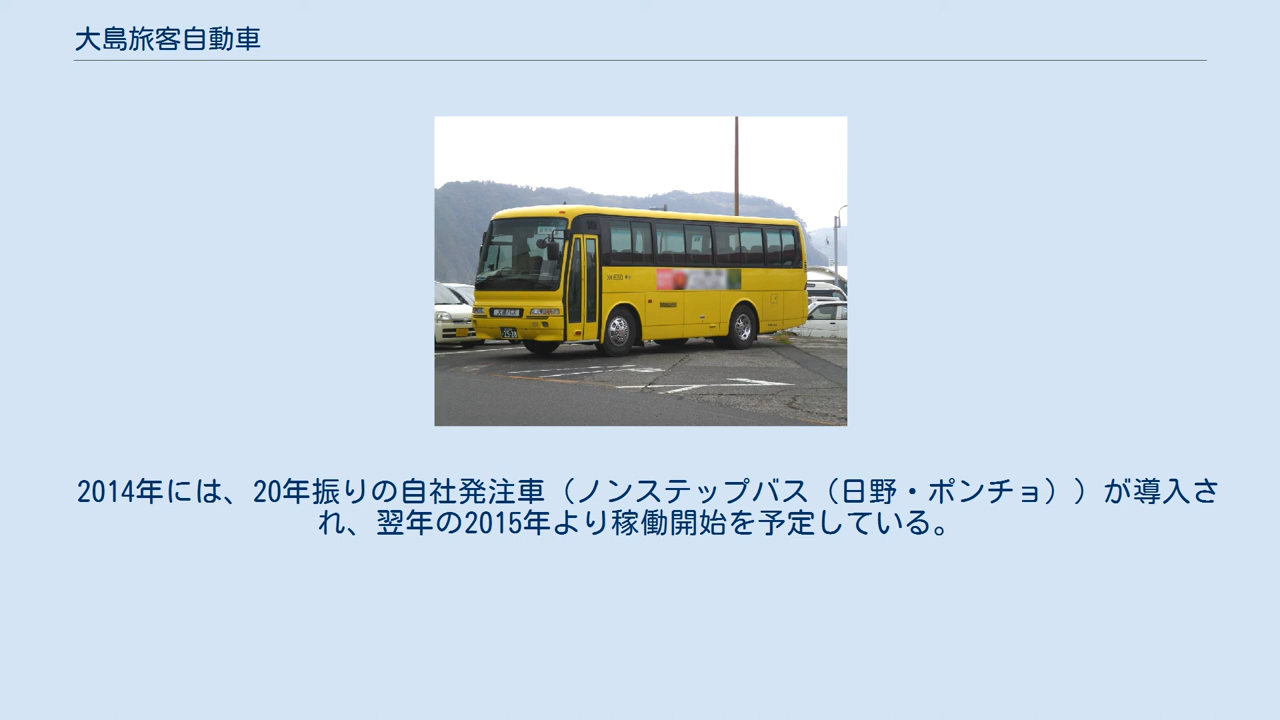 大島旅客自動車
2014年には、20年振りの自社発注車（ノンステップバス（日野・ポンチョ））が導入さ
れ、翌年の2015年より稼働開始を予定している。